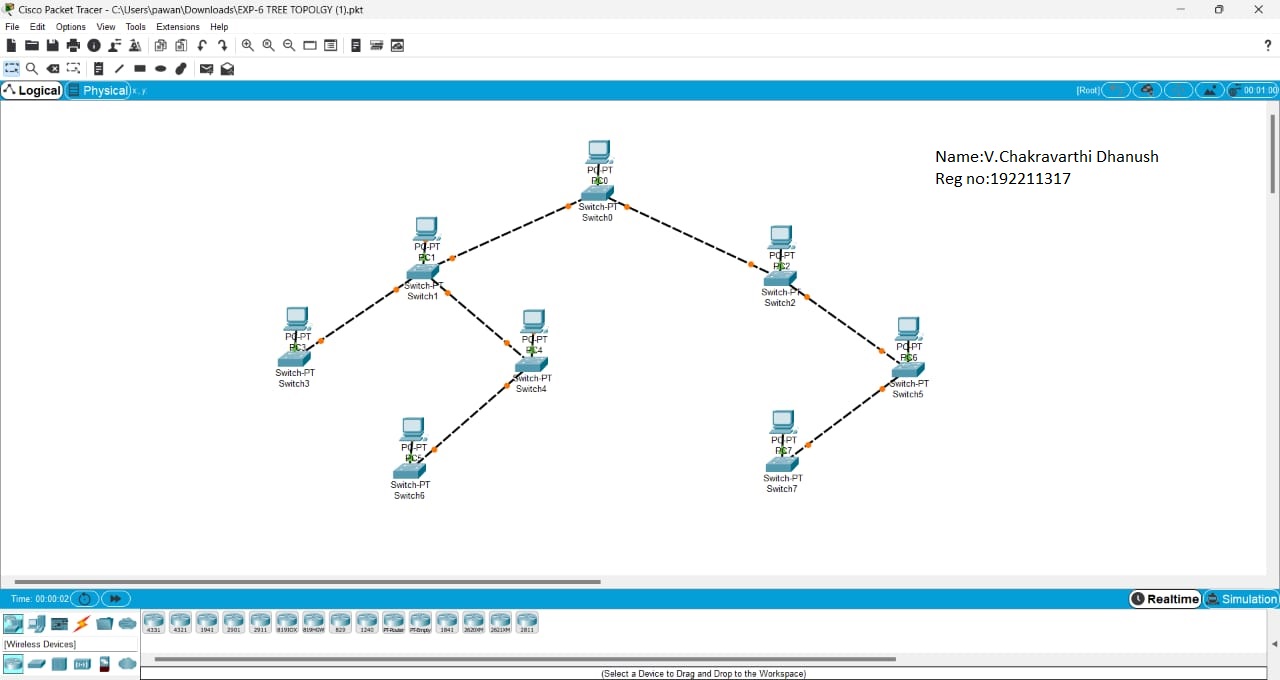 Cisco Packet Tracer - C:\Users\pawan\Downloads\EXP-6 TREE TOPOLGY (1).pkt
File Edit Options View Tools Extensions Help
?
Logical Physical x, y [Root] 00:01:00
Name:V.Chakravarthi Dhanush
Reg no:192211317
PC-PT
PC0
Switch-PT
Switch0
PC-PT
PC1
Switch-PT
Switch1
PC-PT
PC2
Switch-PT
Switch2
PC-PT
PC3
Switch-PT
Switch3
PC-PT
PC4
Switch-PT
Switch4
PC-PT
PC6
Switch-PT
Switch5
PC-PT
PC5
Switch-PT
Switch6
PC-PT
PC7
Switch-PT
Switch7
Time: 00:00:02 Realtime Simulation
4331 4321 1941 2901 2911 819IOX 819HGW 829 1240 PT-Router PT-Empty 1841 2620XM 2621XM 2811
[Wireless Devices]
(Select a Device to Drag and Drop to the Workspace)